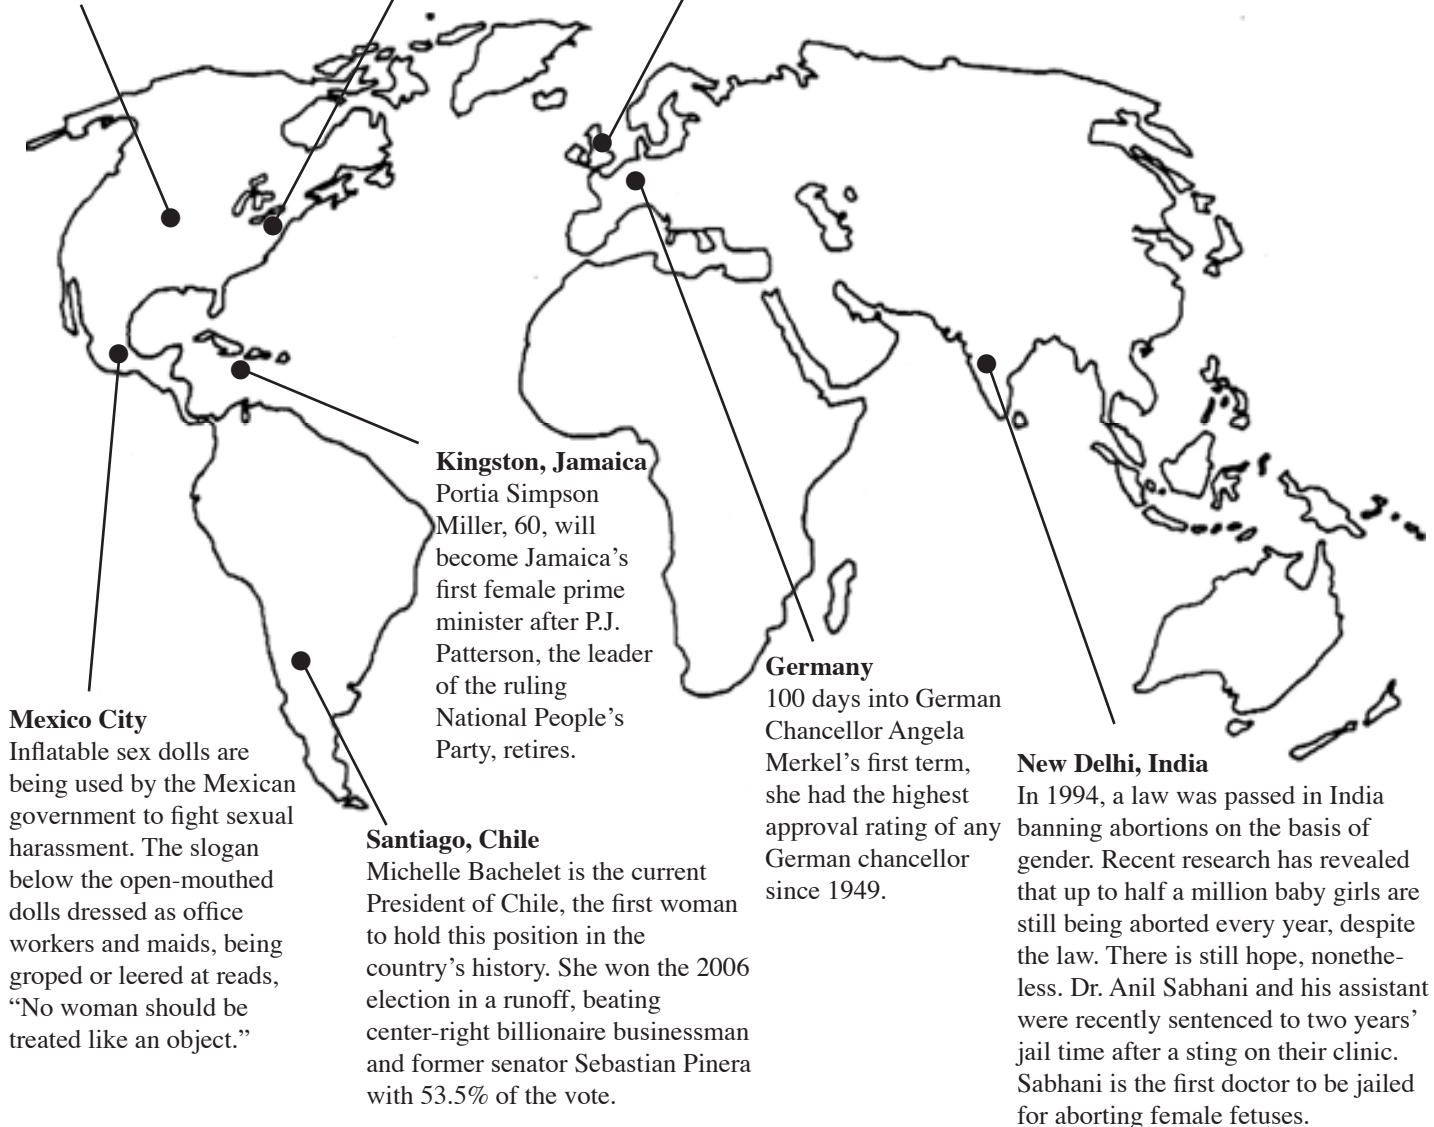 Kingston, Jamaica
Portia Simpson
Miller, 60, will
become Jamaica’s
first female prime
minister after P.J.
Patterson, the leader
of the ruling
National People’s
Party, retires.
Mexico City
Inflatable sex dolls are
being used by the Mexican
government to fight sexual
harassment. The slogan
below the open-mouthed
dolls dressed as office
workers and maids, being
groped or leered at reads,
“No woman should be
treated like an object.”
Santiago, Chile
Michelle Bachelet is the current
President of Chile, the first woman
to hold this position in the
country’s history. She won the 2006
election in a runoff, beating
center-right billionaire businessman
and former senator Sebastian Pinera
with 53.5% of the vote.
Germany
100 days into German
Chancellor Angela
Merkel’s first term,
she had the highest
approval rating of any
German chancellor
since 1949.
New Delhi, India
In 1994, a law was passed in India
banning abortions on the basis of
gender. Recent research has revealed
that up to half a million baby girls are
still being aborted every year, despite
the law. There is still hope, nonethe-
less. Dr. Anil Sabhani and his assistant
were recently sentenced to two years’
jail time after a sting on their clinic.
Sabhani is the first doctor to be jailed
for aborting female fetuses.